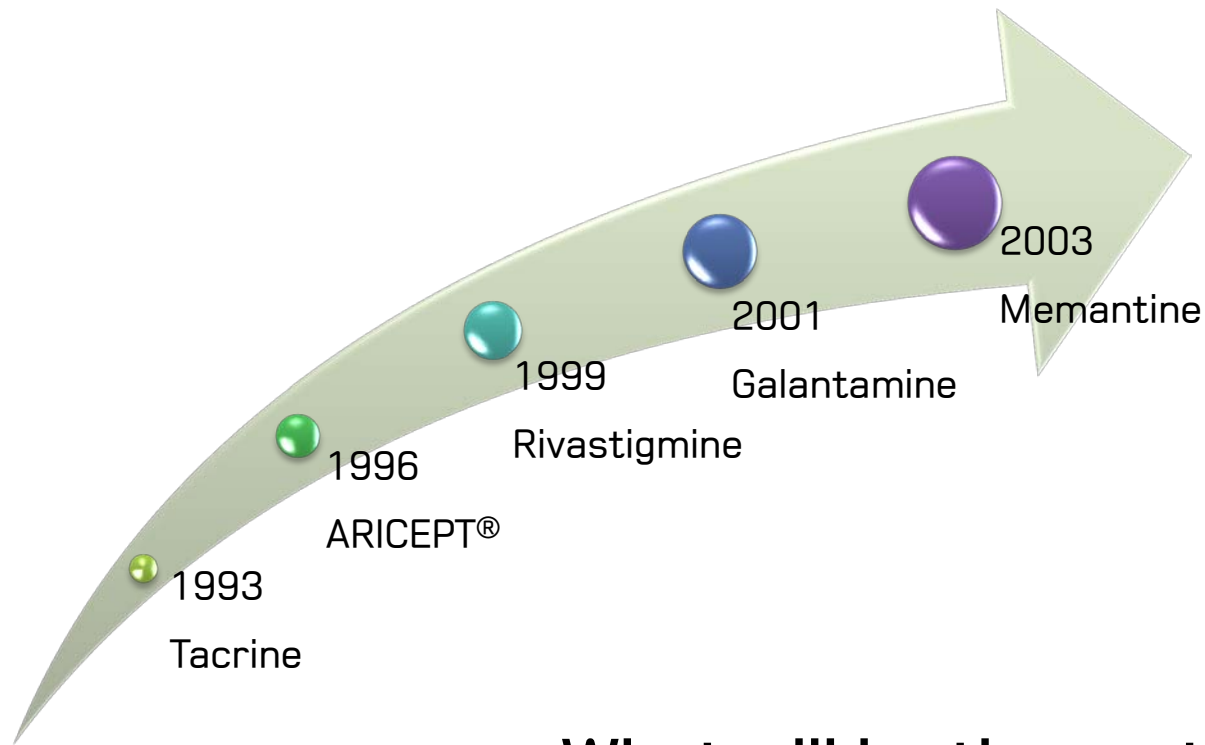 2003
Memantine
2001
Galantamine
1999
Rivastigmine
1996
ARICEPT®
1993
Tacrine